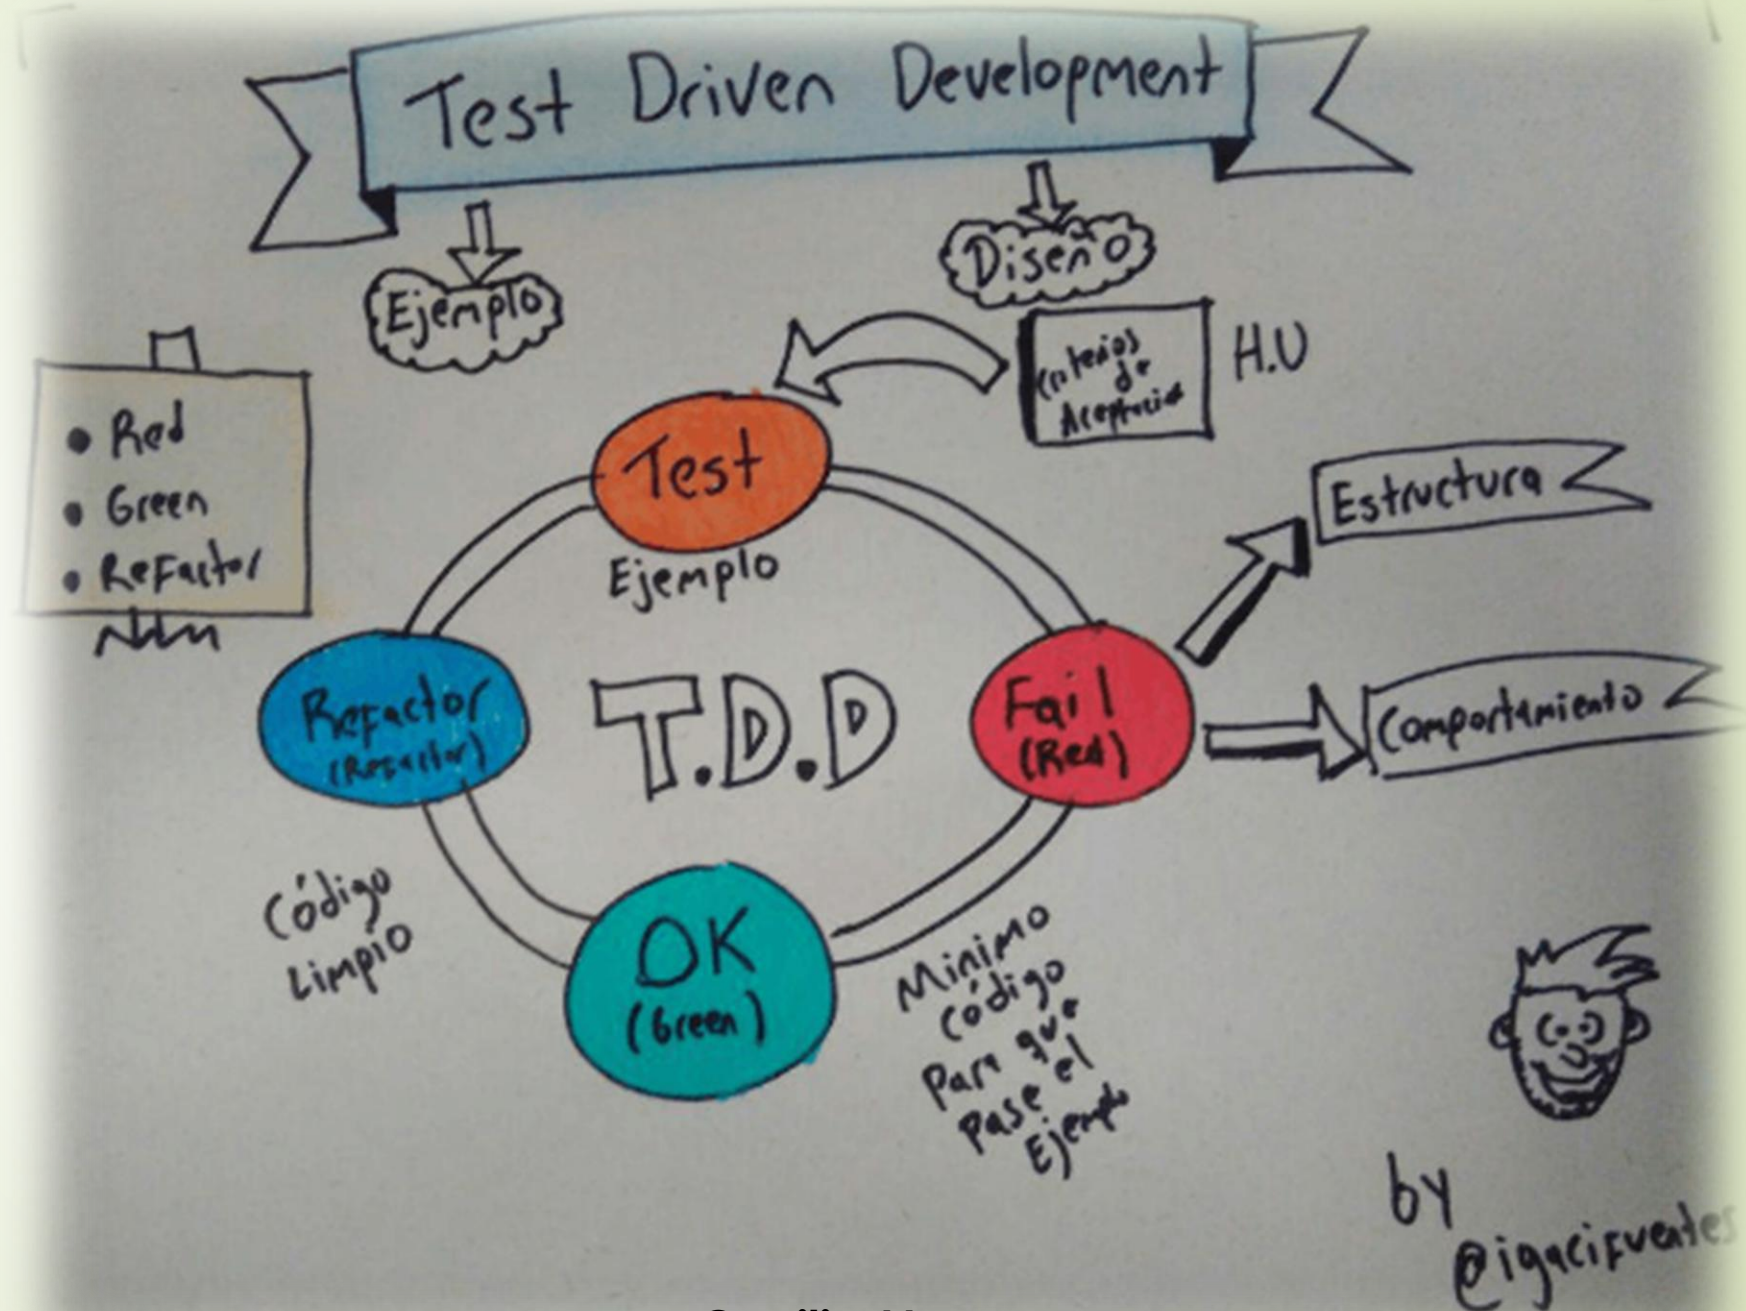 Test Driven Development
Ejemplo
Diseño
Criterios
de
Aceptación
H.U
• Red
• Green
• Refactor
Test
Ejemplo
Estructura
Refactor
(Refactor)
T.D.D
Fail
(Red)
Comportamiento
Código
Limpio
OK
(Green)
Minimo
Código
Para que
Pase el
Ejemplo
by
@igacifuentes